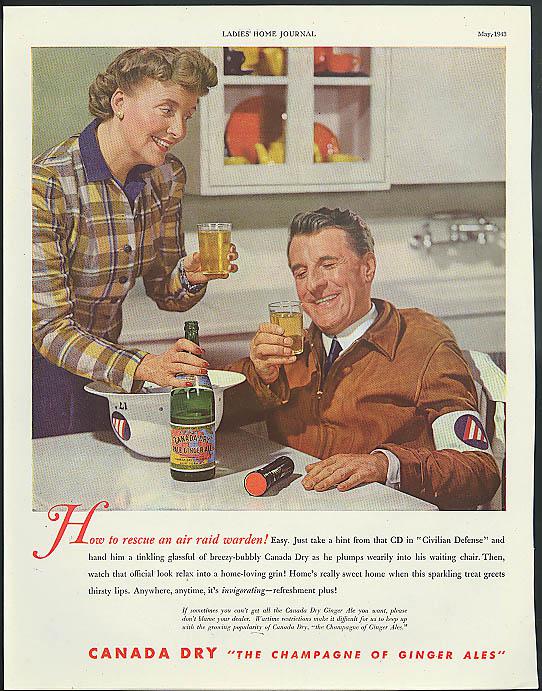 LADIES' HOME JOURNAL
May, 1943
CANADA DRY
PALE GINGER ALE
How to rescue an air raid warden! Easy. Just take a hint from that CD in "Civilian Defense" and
hand him a tinkling glassful of breezy-bubbly Canada Dry as he plumps wearily into his waiting chair. Then,
watch that official look relax into a home-loving grin! Home's really sweet home when this sparkling treat greets
thirsty lips. Anywhere, anytime, it's invigorating—refreshment plus!
If sometimes you can't get all the Canada Dry Ginger Ale you want, please
don't blame your dealer. Wartime restrictions make it difficult for us to keep up
with the growing popularity of Canada Dry, "the Champagne of Ginger Ales."
CANADA DRY "THE CHAMPAGNE OF GINGER ALES"